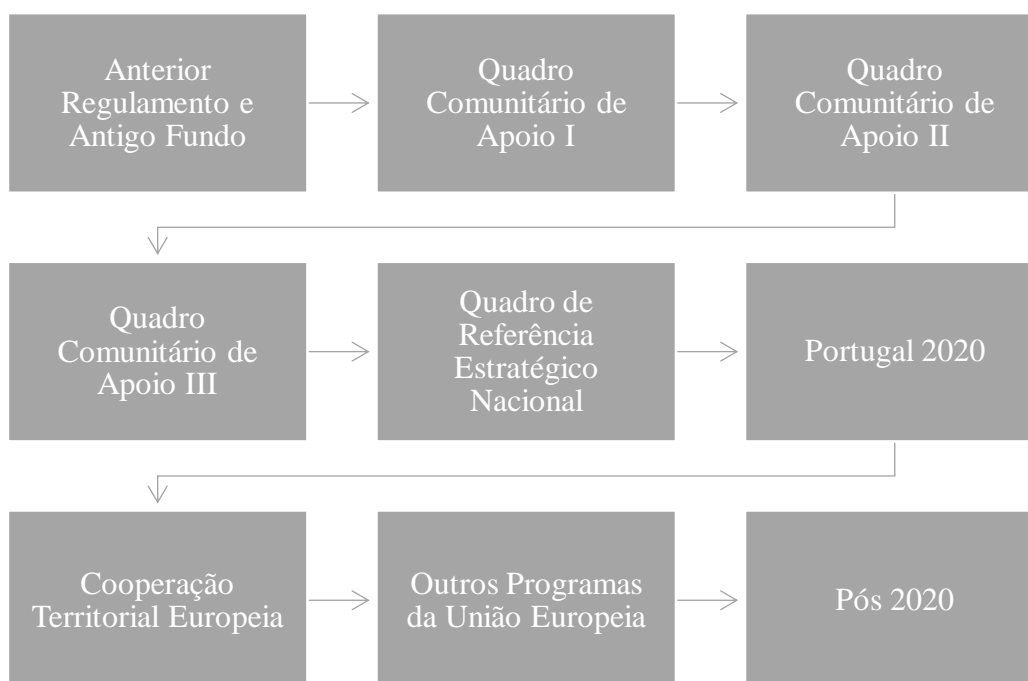 Anterior
Regulamento e
Antigo Fundo
Quadro
Comunitário de
Apoio I
Quadro
Comunitário de
Apoio II
Quadro
Comunitário de
Apoio III
Quadro de
Referência
Estratégico
Nacional
Portugal 2020
Cooperação
Territorial Europeia
Outros Programas
da União Europeia
Pós 2020